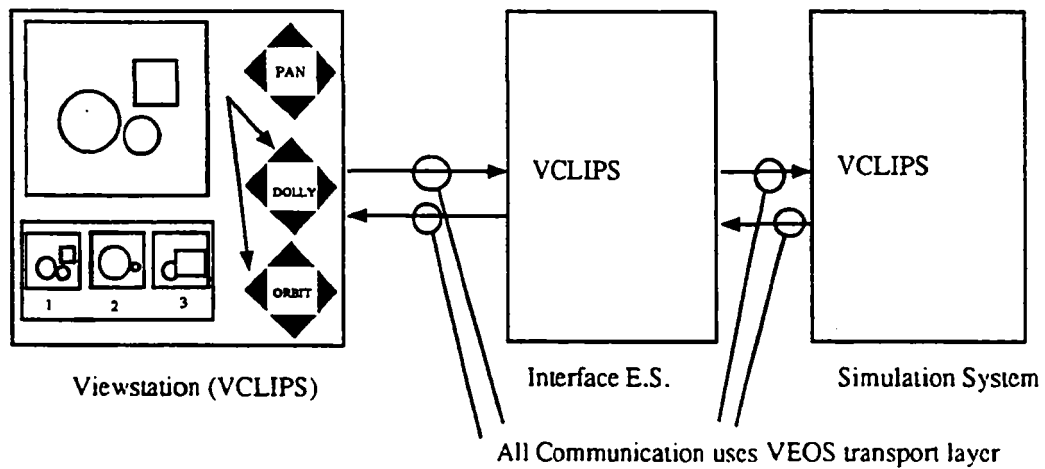 PAN
DOLLY
ORBIT
1 2 3
VCLIPS
VCLIPS
Viewstation (VCLIPS)
Interface E.S.
Simulation System
All Communication uses VEOS transport layer